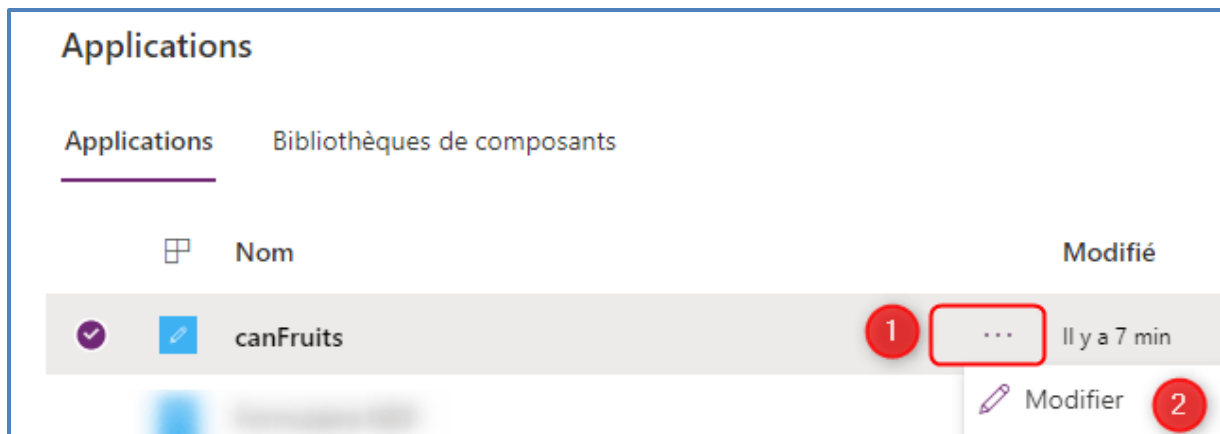 Applications
Applications Bibliothèques de composants
Nom Modifié
canFruits 1 ... Il y a 7 min
Modifier 2